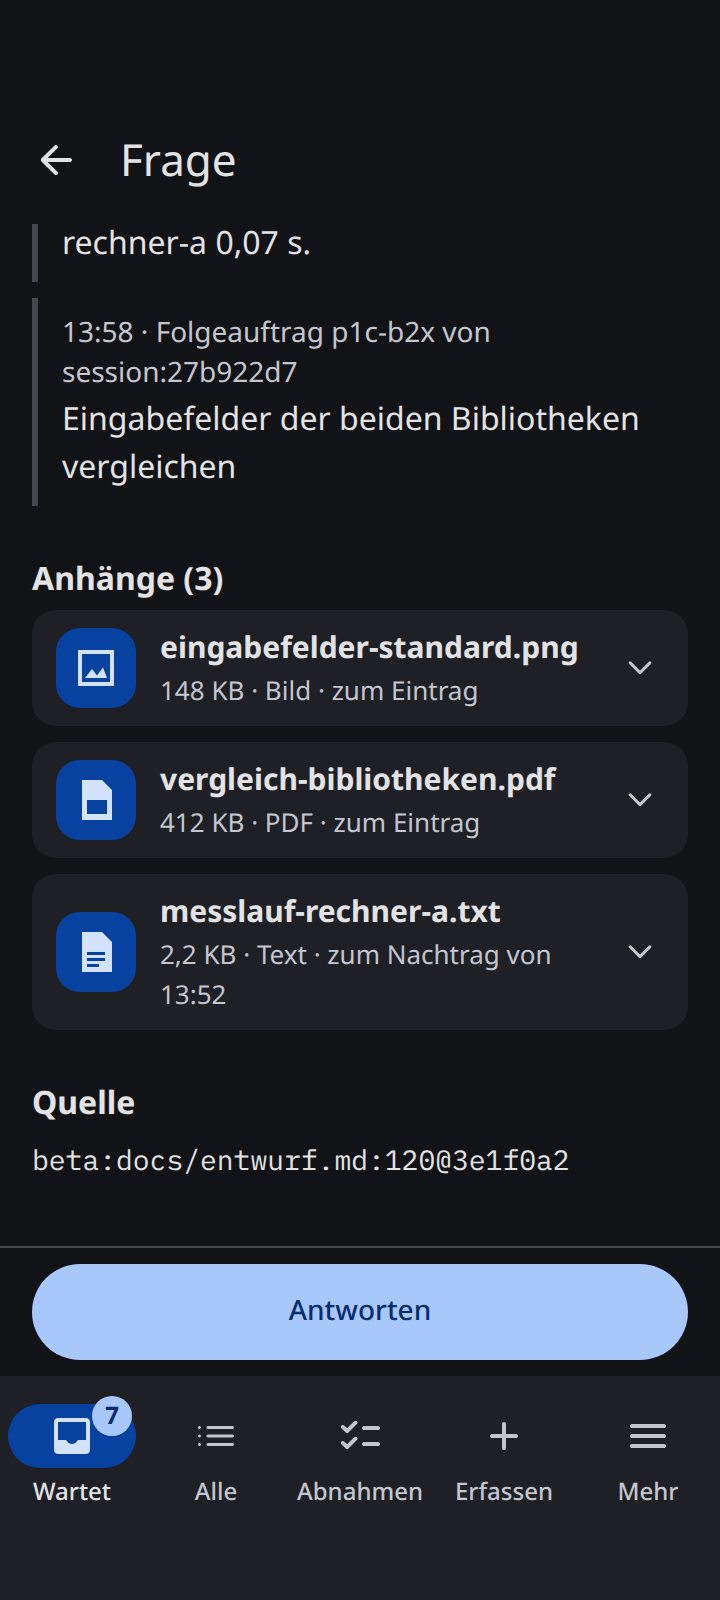 Frage
rechner-a 0,07 s.
13:58 · Folgeauftrag p1c-b2x von
session:27b922d7
Eingabefelder der beiden Bibliotheken
vergleichen
Anhänge (3)
eingabefelder-standard.png
148 KB · Bild · zum Eintrag
vergleich-bibliotheken.pdf
412 KB · PDF · zum Eintrag
messlauf-rechner-a.txt
2,2 KB · Text · zum Nachtrag von
13:52
Quelle
beta:docs/entwurf.md:120@3e1f0a2
Antworten
7
Wartet
Alle
Abnahmen
Erfassen
Mehr